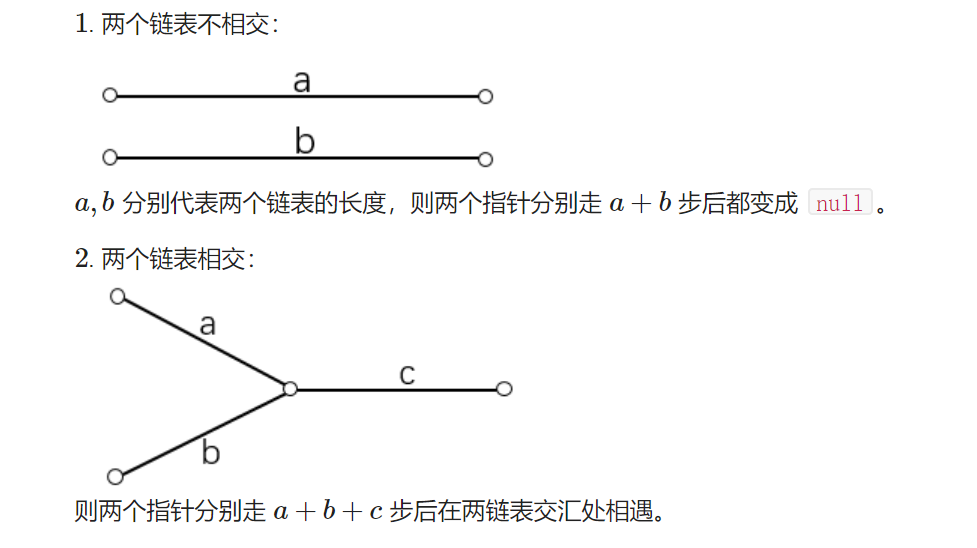 1. 两个链表不相交：
a
b
a, b 分别代表两个链表的长度，则两个指针分别走 a + b 步后都变成 null 。
2. 两个链表相交：
a
c
b
则两个指针分别走 a + b + c 步后在两链表交汇处相遇。